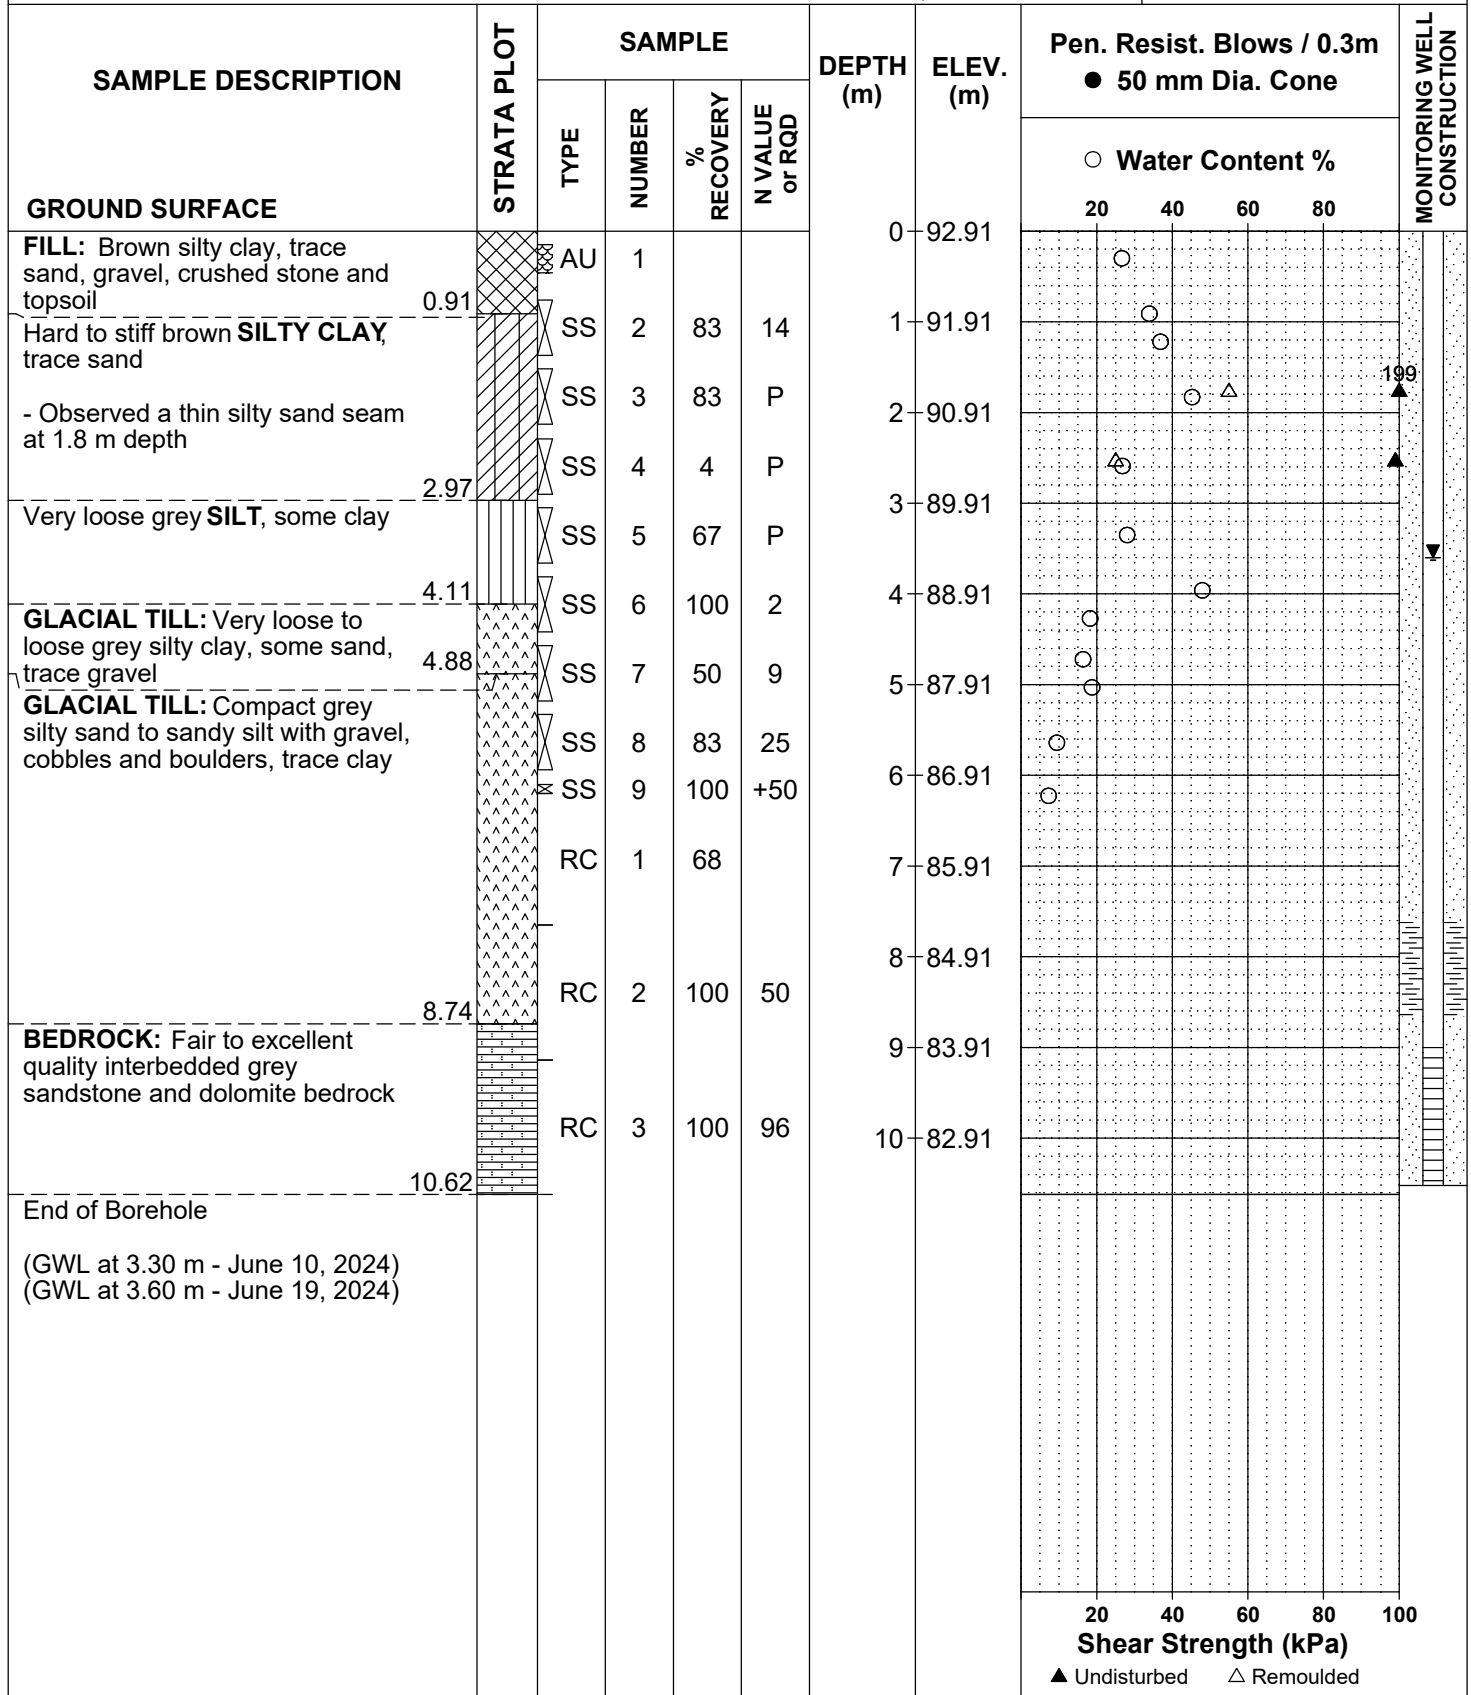 SAMPLE DESCRIPTION
STRATA PLOT
SAMPLE
TYPE
NUMBER
% RECOVERY
N VALUE or RQD
DEPTH (m)
ELEV. (m)
Pen. Resist. Blows / 0.3m
● 50 mm Dia. Cone
○ Water Content %
20 40 60 80
MONITORING WELL CONSTRUCTION
GROUND SURFACE
0 92.91
FILL: Brown silty clay, trace
sand, gravel, crushed stone and
topsoil 0.91
AU 1
Hard to stiff brown SILTY CLAY,
trace sand
- Observed a thin silty sand seam
at 1.8 m depth
2.97
SS 2 83 14
1 91.91
SS 3 83 P
199
2 90.91
SS 4 4 P
Very loose grey SILT, some clay
4.11
3 89.91
SS 5 67 P
SS 6 100 2
4 88.91
GLACIAL TILL: Very loose to
loose grey silty clay, some sand,
trace gravel 4.88
SS 7 50 9
5 87.91
GLACIAL TILL: Compact grey
silty sand to sandy silt with gravel,
cobbles and boulders, trace clay
8.74
SS 8 83 25
6 86.91
SS 9 100 +50
RC 1 68
7 85.91
8 84.91
RC 2 100 50
BEDROCK: Fair to excellent
quality interbedded grey
sandstone and dolomite bedrock
10.62
9 83.91
RC 3 100 96
10 82.91
End of Borehole
(GWL at 3.30 m - June 10, 2024)
(GWL at 3.60 m - June 19, 2024)
20 40 60 80 100
Shear Strength (kPa)
▲ Undisturbed △ Remoulded